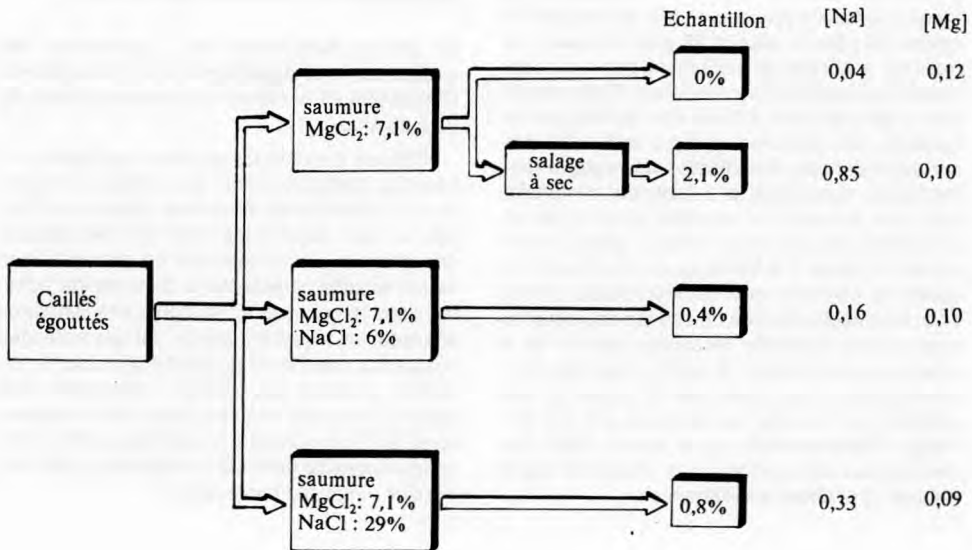 Echantillon [Na] [Mg]
saumure
MgCl₂: 7,1%
0% 0,04 0,12
salage
à sec
2,1% 0,85 0,10
Caillés
égouttés
saumure
MgCl₂: 7,1%
NaCl : 6%
0,4% 0,16 0,10
saumure
MgCl₂: 7,1%
NaCl : 29%
0,8% 0,33 0,09